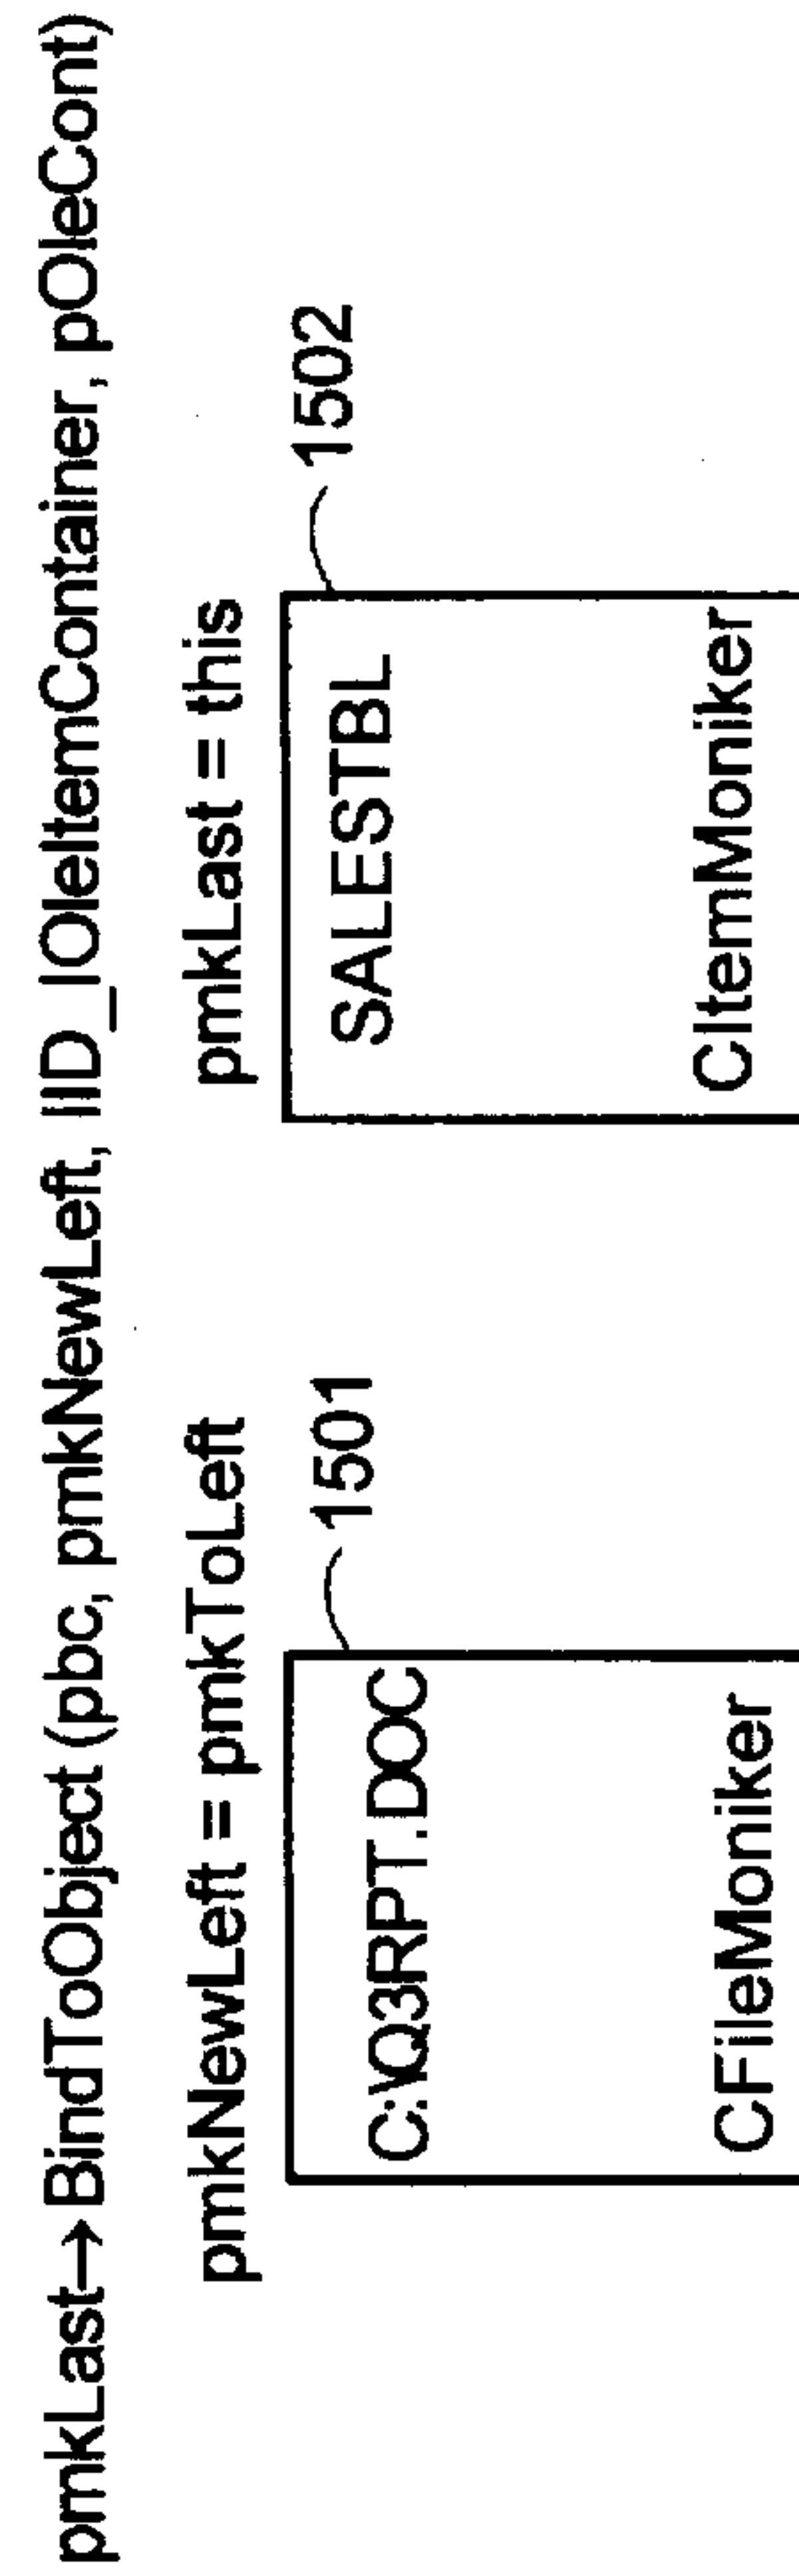 pmkLast→BindToObject (pbc, pmkNewLeft, IID_IOleItemContainer, pOleCont)
pmkNewLeft = pmkToLeft
pmkLast = this
1501
1502
C:\Q3RPT.DOC
SALESTBL
CFileMoniker
CItemMoniker